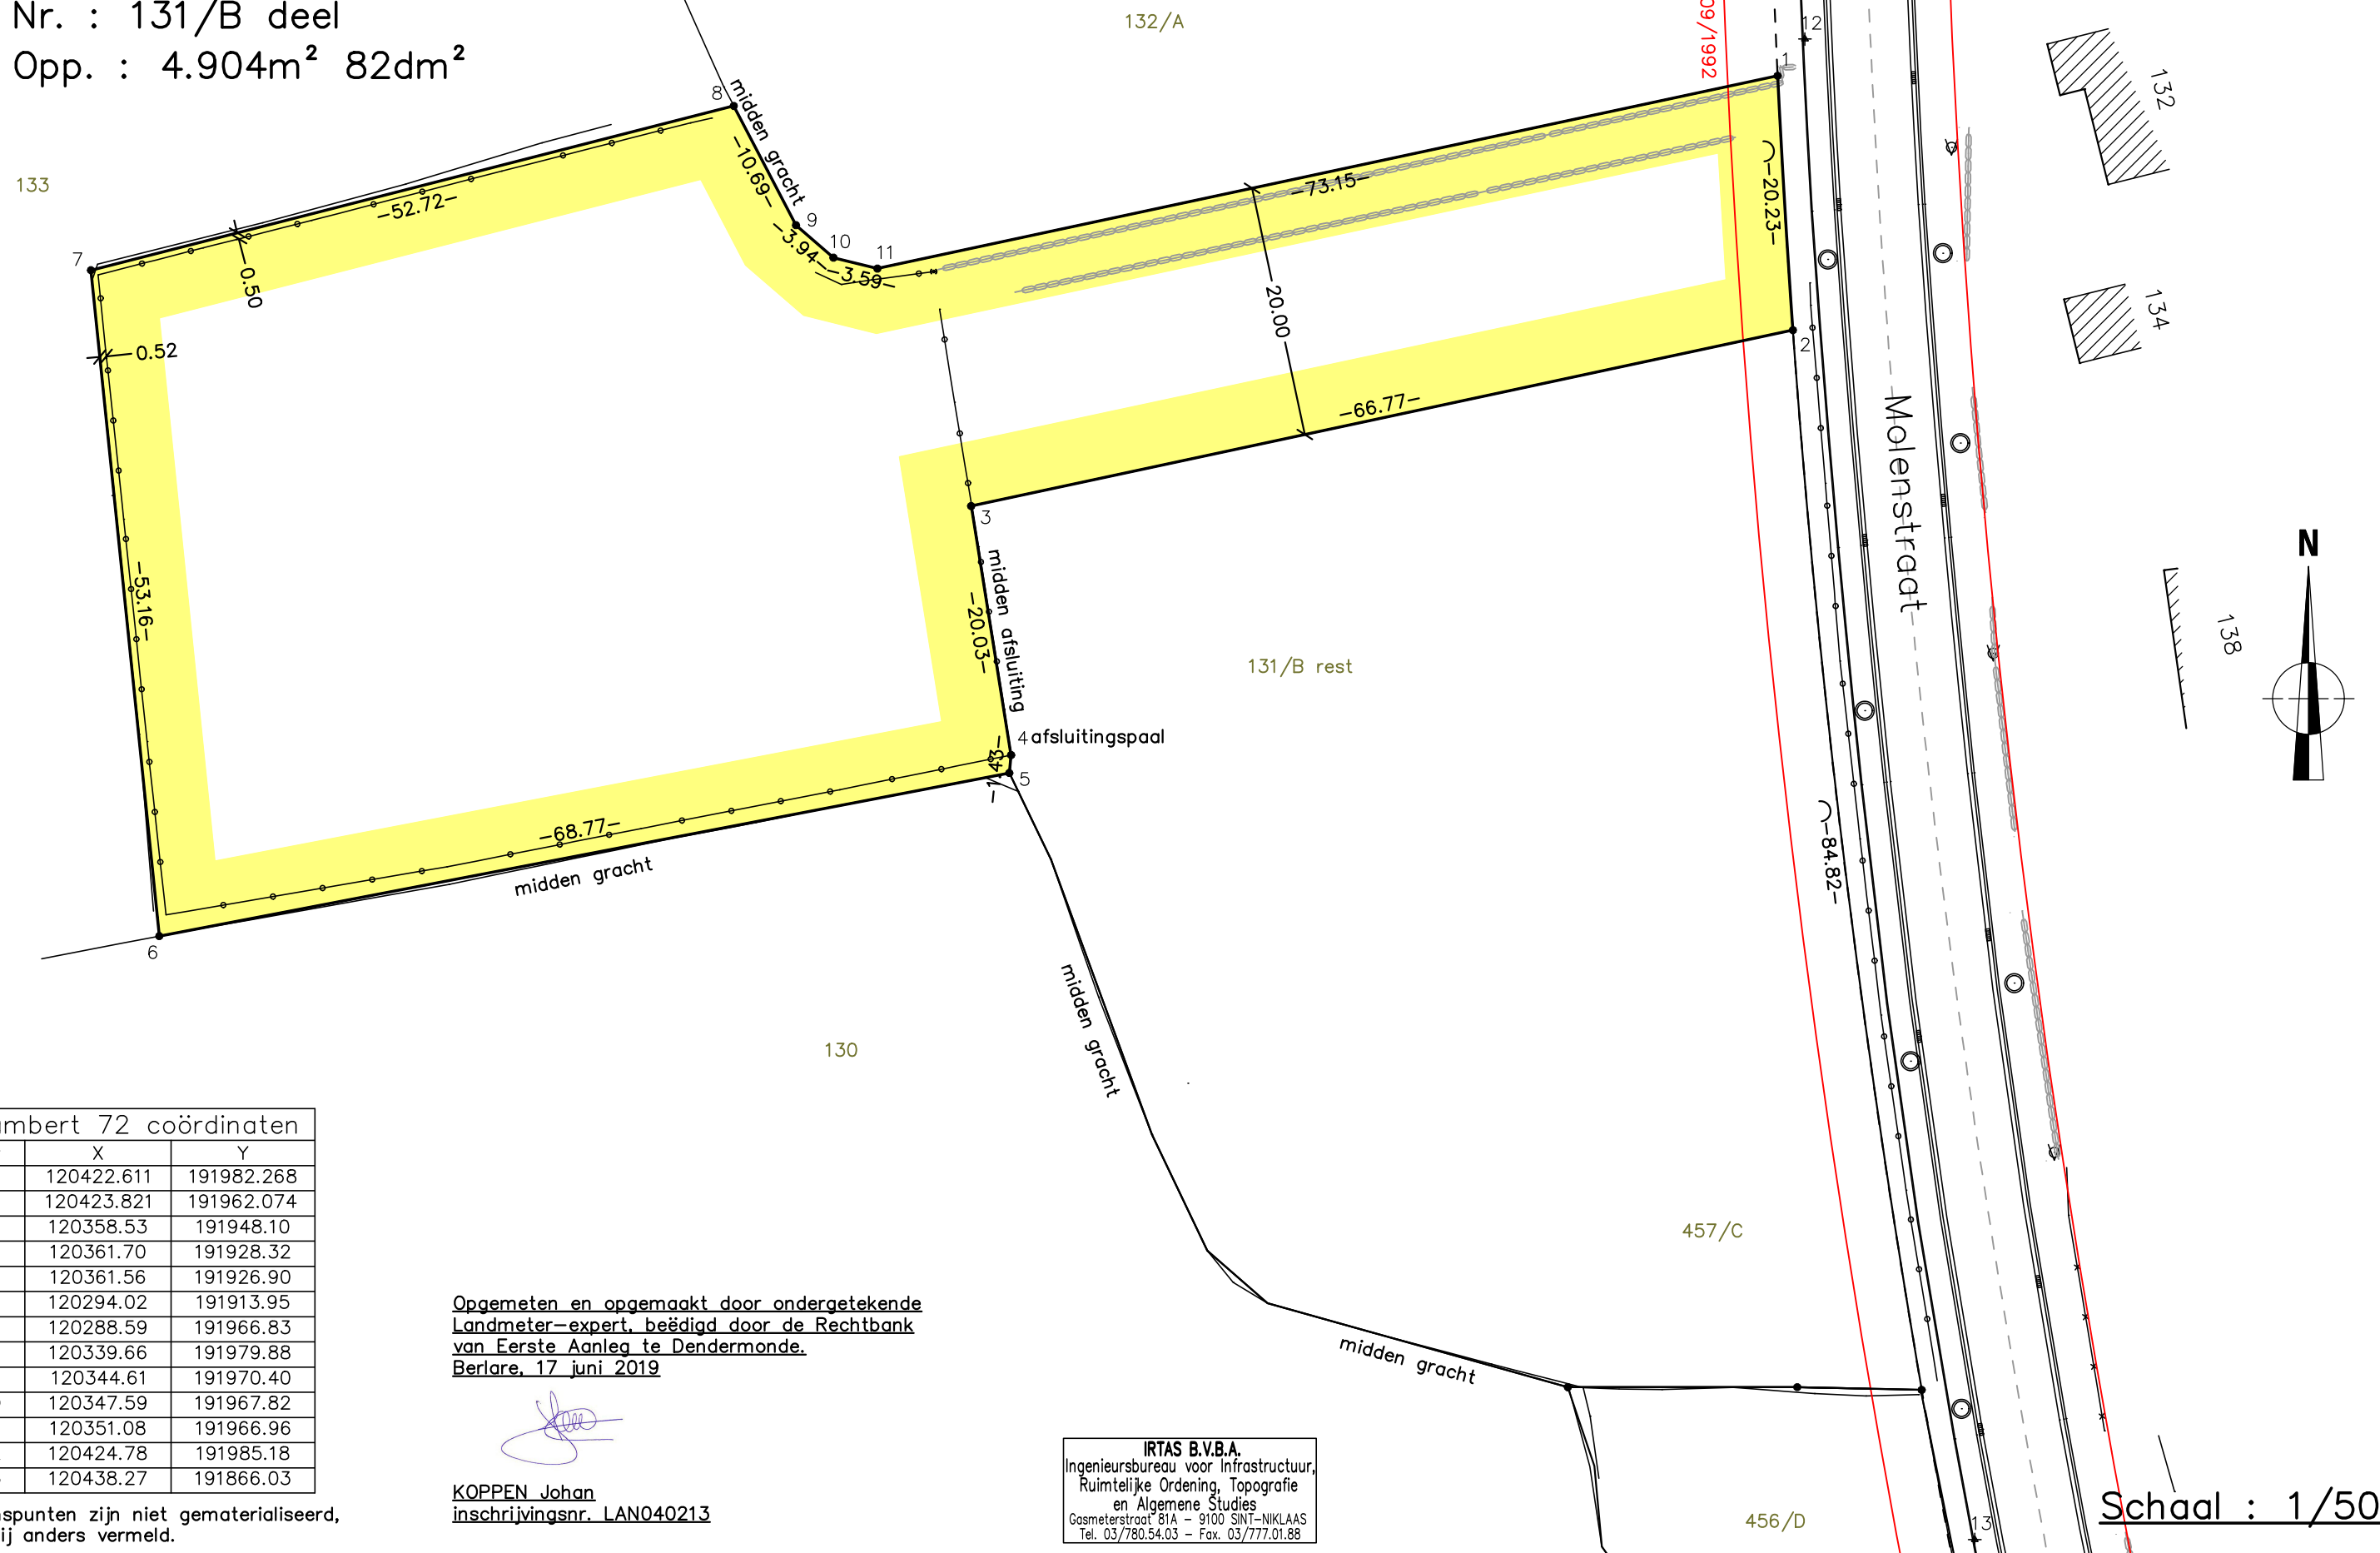 Nr. : 131/B deel
Opp. : 4.904m² 82dm²
132/A
09/1992
12
1
132
8
midden gracht
133
-10.69-
-52.72-
9
-3.94-
10
-3.59-
11
-73.15-
-20.23-
7
0.50
0.52
20.00
134
2
-66.77-
Molenstraat
3
midden afsluiting
-20.03-
-53.16-
N
138
131/B rest
4 afsluitingspaal
-1.43-
5
-68.77-
midden gracht
-84.82-
6
midden gracht
130
457/C
midden gracht
456/D
13
mbert 72 coördinaten
X Y
120422.611 191982.268
120423.821 191962.074
120358.53 191948.10
120361.70 191928.32
120361.56 191926.90
120294.02 191913.95
120288.59 191966.83
120339.66 191979.88
120344.61 191970.40
120347.59 191967.82
120351.08 191966.96
120424.78 191985.18
120438.27 191866.03
spunten zijn niet gematerialiseerd,
ij anders vermeld.
Opgemeten en opgemaakt door ondergetekende
Landmeter-expert, beëdigd door de Rechtbank
van Eerste Aanleg te Dendermonde.
Berlare, 17 juni 2019
KOPPEN Johan
inschrijvingsnr. LAN040213
IRTAS B.V.B.A.
Ingenieursbureau voor Infrastructuur,
Ruimtelijke Ordening, Topografie
en Algemene Studies
Gasmeterstraat 81A - 9100 SINT-NIKLAAS
Tel. 03/780.54.03 - Fax. 03/777.01.88
Schaal : 1/50